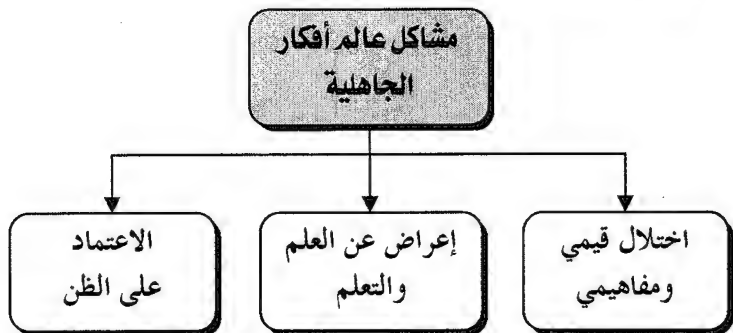 مشاكل عالم أفكار
الجاهلية
اختلال قيمي
ومفاهيمي
إعراض عن العلم
والتعلم
الاعتماد
على الظن